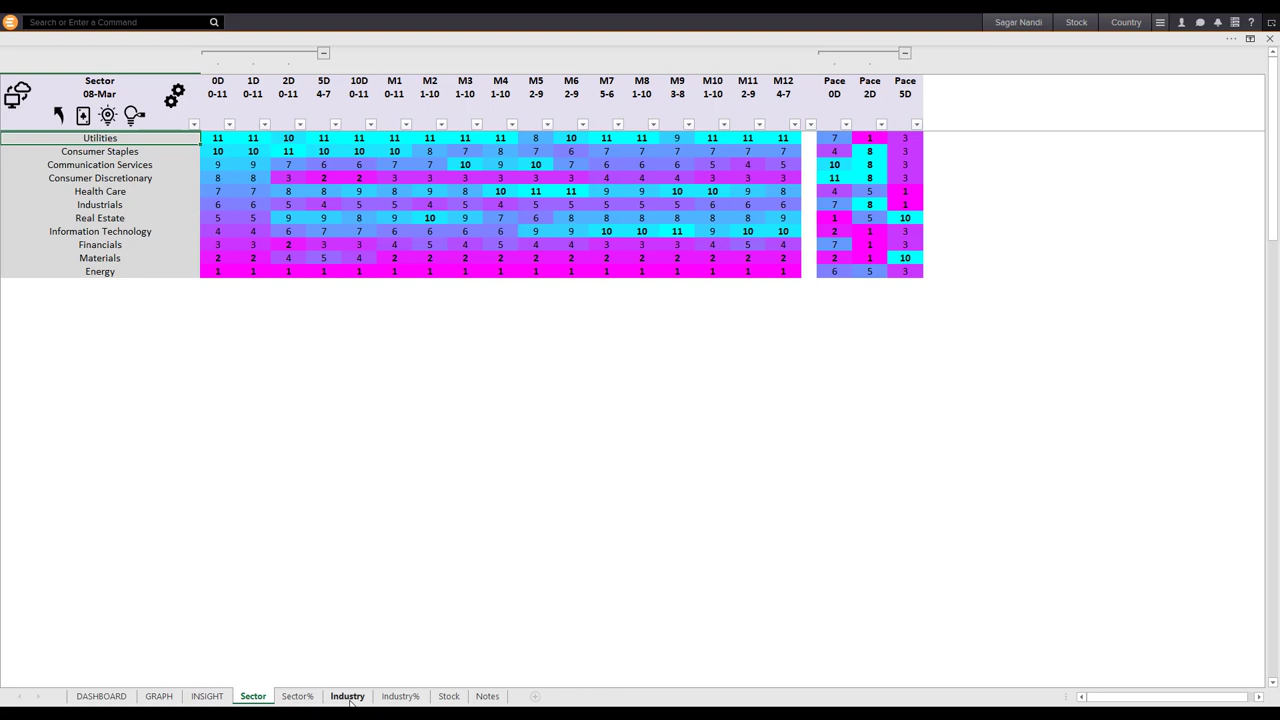 Search or Enter a Command
Sagar Nandi Stock Country
Sector 0D 1D 2D 5D 10D M1 M2 M3 M4 M5 M6 M7 M8 M9 M10 M11 M12 Pace Pace Pace
08-Mar 0-11 0-11 0-11 4-7 0-11 0-11 1-10 1-10 1-10 2-9 2-9 5-6 1-10 3-8 1-10 2-9 4-7 0D 2D 5D
Utilities 11 11 10 11 11 11 11 11 11 8 10 11 11 9 11 11 11 7 1 3
Consumer Staples 10 10 11 10 10 10 8 7 8 7 6 7 7 7 7 7 7 4 8 3
Communication Services 9 9 7 6 6 7 7 10 9 10 7 6 6 6 5 4 5 10 8 3
Consumer Discretionary 8 8 3 2 2 3 3 3 3 3 3 4 4 4 3 3 3 11 8 3
Health Care 7 7 8 8 9 8 9 8 10 11 11 9 9 10 10 9 8 4 5 1
Industrials 6 6 5 4 5 5 4 5 4 5 5 5 5 5 6 6 6 7 8 1
Real Estate 5 5 9 9 8 9 10 9 7 6 8 8 8 8 8 8 9 1 5 10
Information Technology 4 4 6 7 7 6 6 6 6 9 9 10 10 11 9 10 10 2 1 3
Financials 3 3 2 3 3 4 5 4 5 4 4 3 3 3 4 5 4 7 1 3
Materials 2 2 4 5 4 2 2 2 2 2 2 2 2 2 2 2 2 2 1 10
Energy 1 1 1 1 1 1 1 1 1 1 1 1 1 1 1 1 1 6 5 3
DASHBOARD GRAPH INSIGHT Sector Sector% Industry Industry% Stock Notes